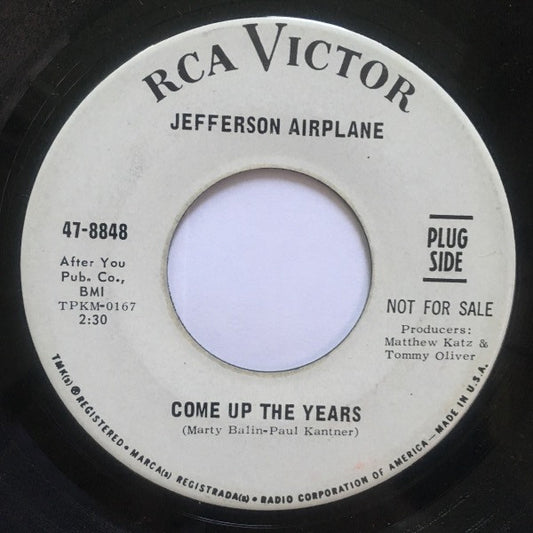 RCA VICTOR
JEFFERSON AIRPLANE
47-8848
After You
Pub. Co.,
BMI
TPKM-0167
2:30
PLUG
SIDE
NOT FOR SALE
Producers:
Matthew Katz &
Tommy Oliver
COME UP THE YEARS
(Marty Balin-Paul Kantner)
TMK(s) ® REGISTERED • MARCA(s) REGISTRADA(s) • RADIO CORPORATION OF AMERICA—MADE IN U.S.A.